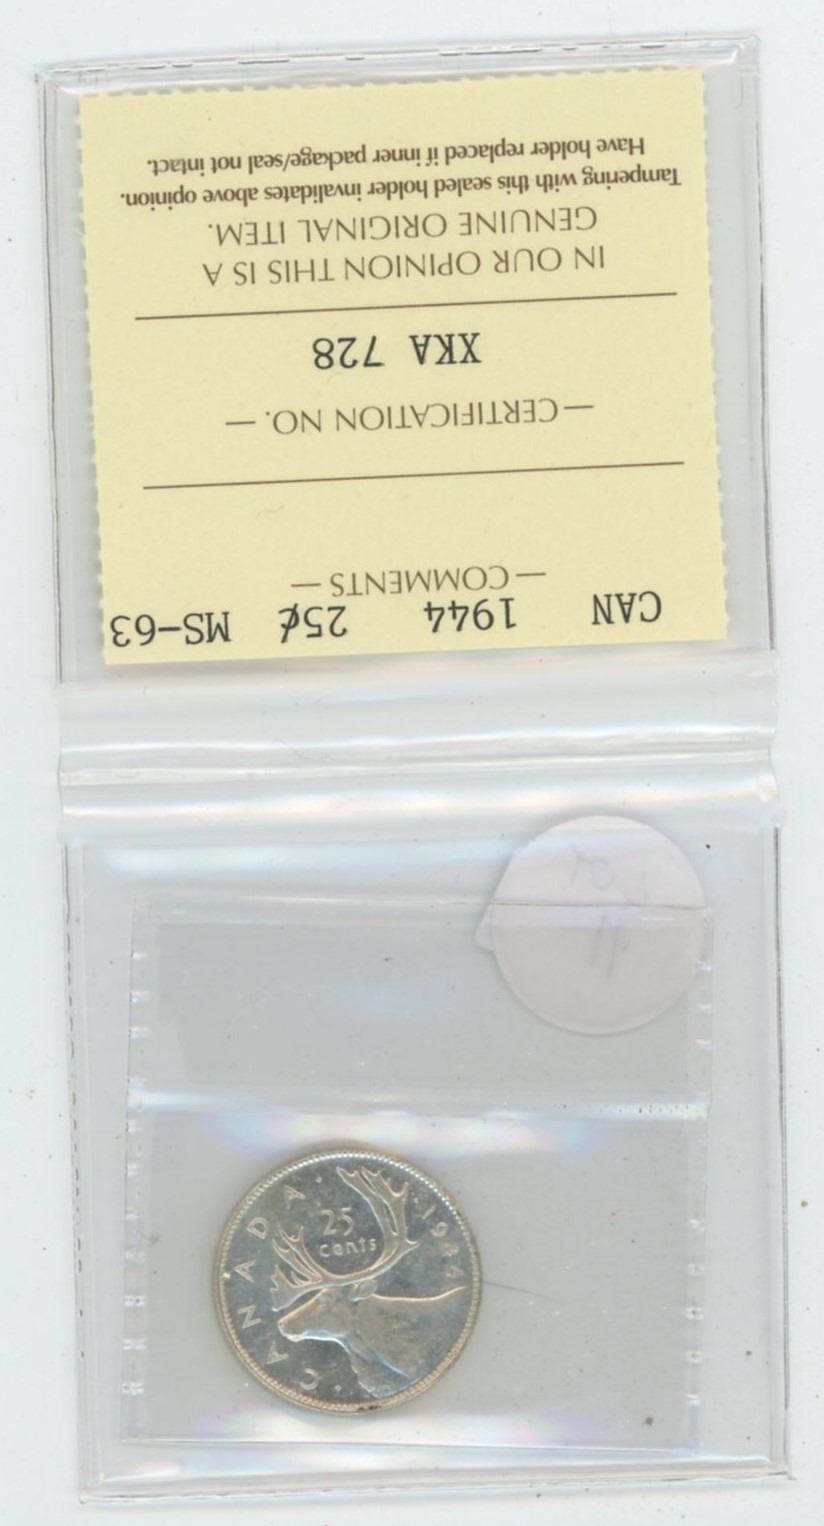 CAN 1944 25¢ MS-63
— COMMENTS —
— CERTIFICATION NO. —
XKA 728
IN OUR OPINION THIS IS A
GENUINE ORIGINAL ITEM.
Tampering with this sealed holder invalidates above opinion.
Have holder replaced if inner package/seal not intact.
CANADA · 1944
25
cents